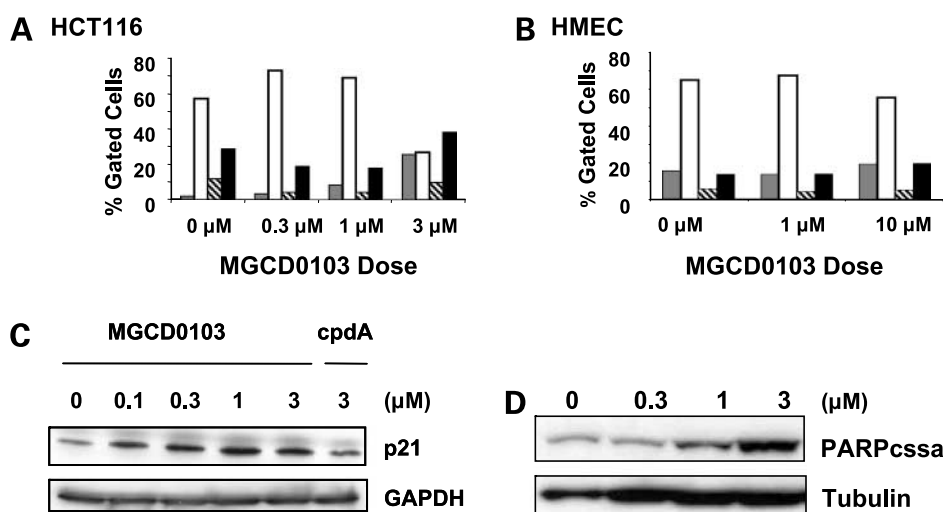 A HCT116
% Gated Cells
80
60
40
20
0
0 µM 0.3 µM 1 µM 3 µM
MGCD0103 Dose
B HMEC
% Gated Cells
80
60
40
20
0
0 µM 1 µM 10 µM
MGCD0103 Dose
C MGCD0103 cpdA
0 0.1 0.3 1 3 3 (µM)
p21
GAPDH
D 0 0.3 1 3 (µM)
PARPcssa
Tubulin